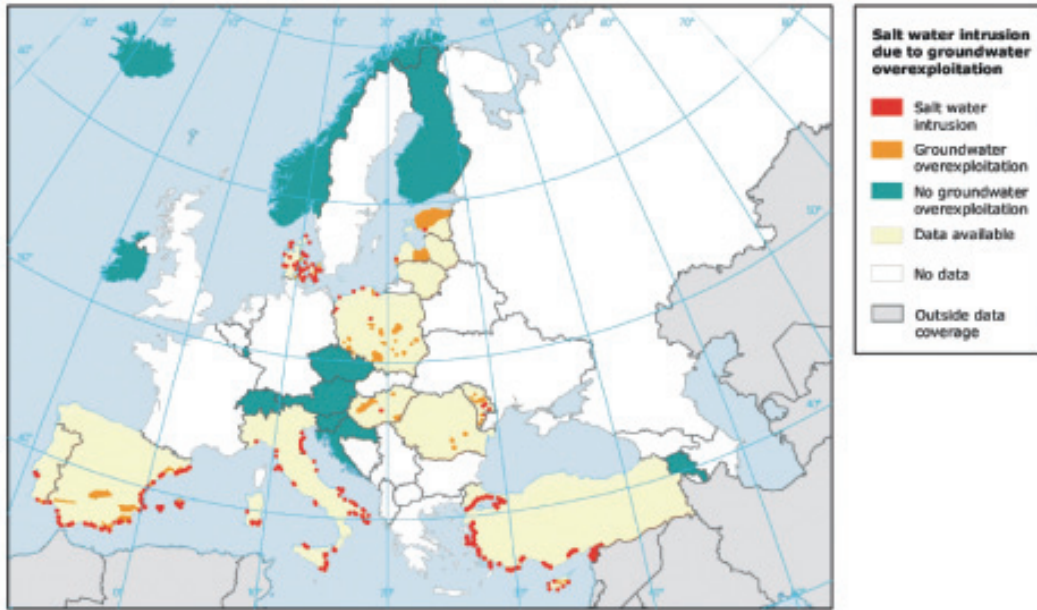 Salt water intrusion
due to groundwater
overexploitation
Salt water
intrusion
Groundwater
overexploitation
No groundwater
overexploitation
Data available
No data
Outside data
coverage